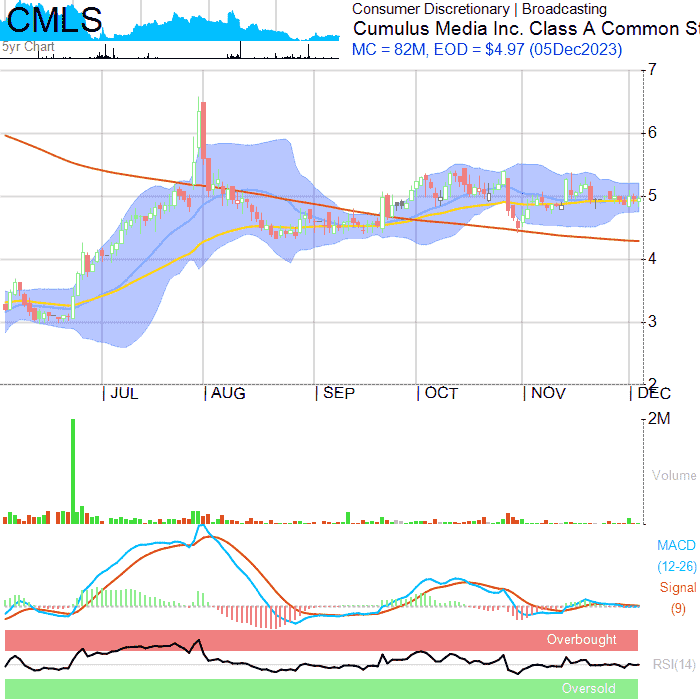 CMLS
5yr Chart
Consumer Discretionary | Broadcasting
Cumulus Media Inc. Class A Common St
MC = 82M, EOD = $4.97 (05Dec2023)
7
6
5
4
3
2
JUL AUG SEP OCT NOV DEC
2M
Volume
MACD
(12-26)
Signal
(9)
Overbought
RSI(14)
Oversold